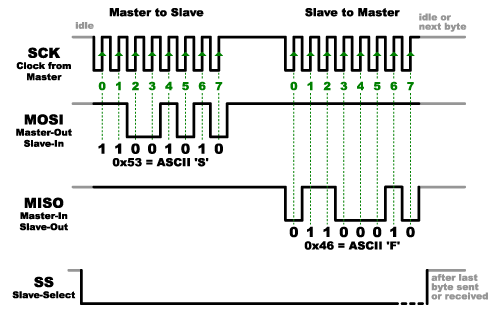 Master to Slave
Slave to Master
idle
idle or
next byte
SCK
Clock from
Master
0 1 2 3 4 5 6 7
0 1 2 3 4 5 6 7
MOSI
Master-Out
Slave-In
1 1 0 0 1 0 1 0
0x53 = ASCII 'S'
MISO
Master-In
Slave-Out
0 1 1 0 0 0 1 0
0x46 = ASCII 'F'
SS
Slave-Select
after last
byte sent
or received